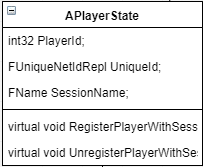 APlayerState
int32 PlayerId;
FUniqueNetIdRepl UniqueId;
FName SessionName;
virtual void RegisterPlayerWithSess
virtual void UnregisterPlayerWithSe